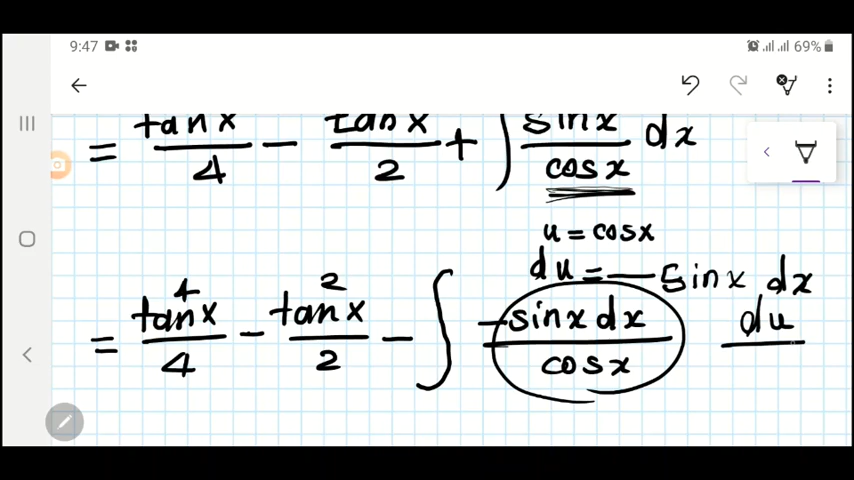 9:47 69%
= tan x / 4 − tan x / 2 + ∫ sin x / cos x dx
u = cos x
du = − sin x dx
= tan⁴x / 4 − tan²x / 2 − ∫ −sin x dx / cos x du